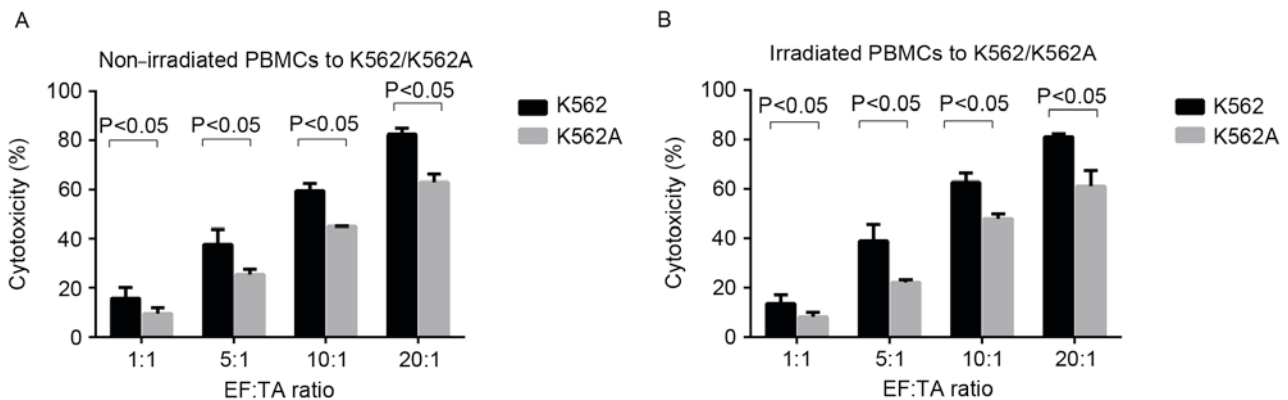 A
Non-irradiated PBMCs to K562/K562A
100
80
60
40
20
0
Cytotoxicity (%)
P<0.05
P<0.05
P<0.05
P<0.05
K562
K562A
1:1
5:1
10:1
20:1
EF:TA ratio
B
Irradiated PBMCs to K562/K562A
100
80
60
40
20
0
Cytotoxicity (%)
P<0.05
P<0.05
P<0.05
P<0.05
K562
K562A
1:1
5:1
10:1
20:1
EF:TA ratio